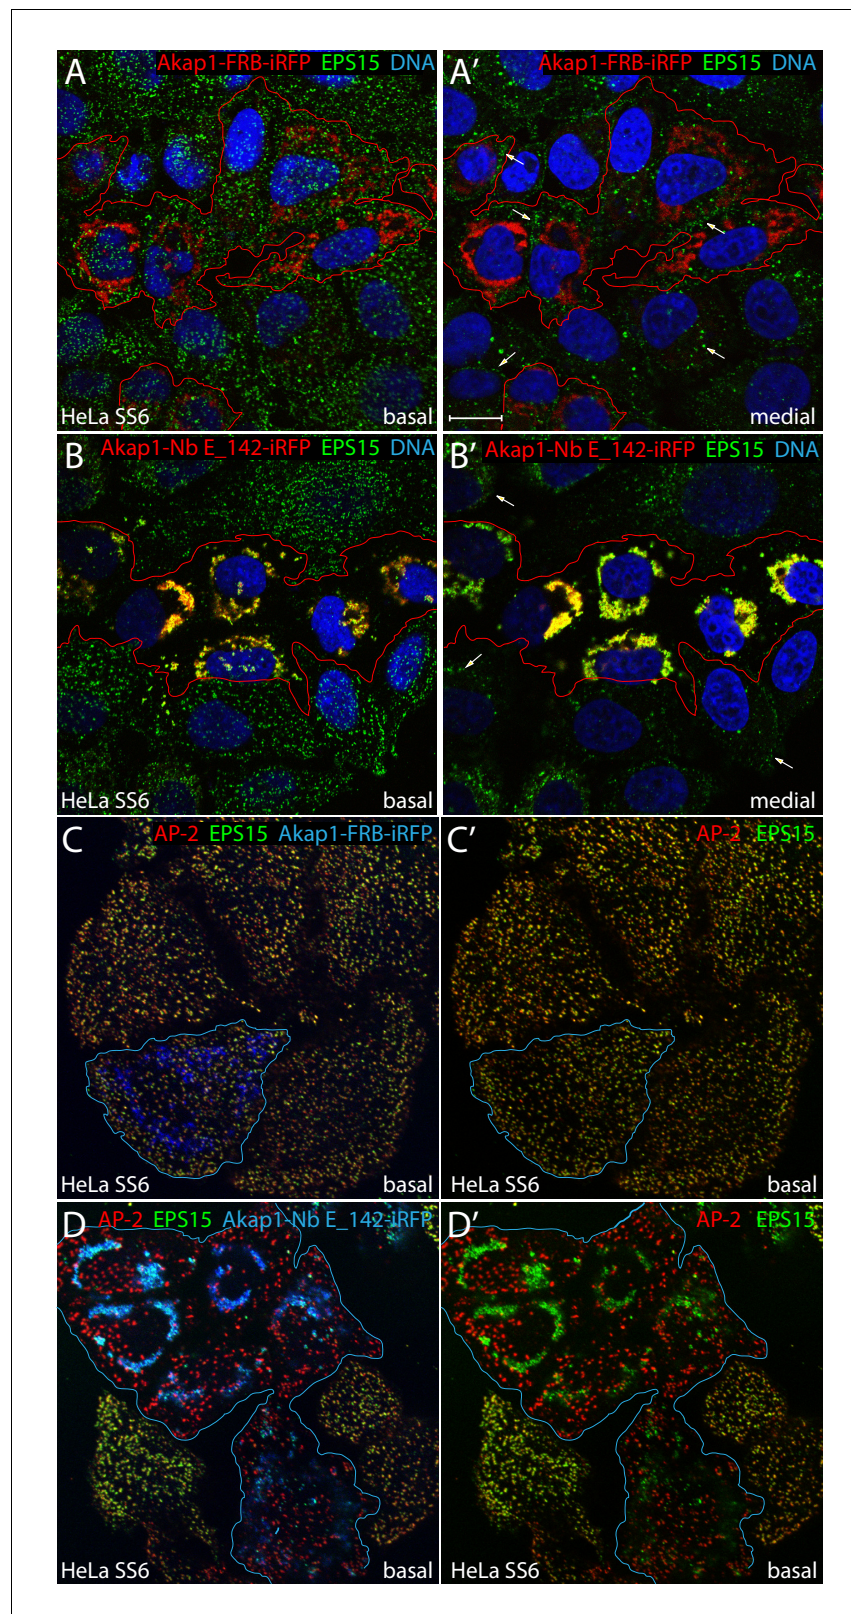 A Akap1-FRB-iRFP EPS15 DNA
HeLa SS6 basal
A′ Akap1-FRB-iRFP EPS15 DNA
medial
B Akap1-Nb E_142-iRFP EPS15 DNA
HeLa SS6 basal
B′ Akap1-Nb E_142-iRFP EPS15 DNA
medial
C AP-2 EPS15 Akap1-FRB-iRFP
HeLa SS6 basal
C′ AP-2 EPS15
HeLa SS6 basal
D AP-2 EPS15 Akap1-Nb E_142-iRFP
HeLa SS6 basal
D′ AP-2 EPS15
HeLa SS6 basal